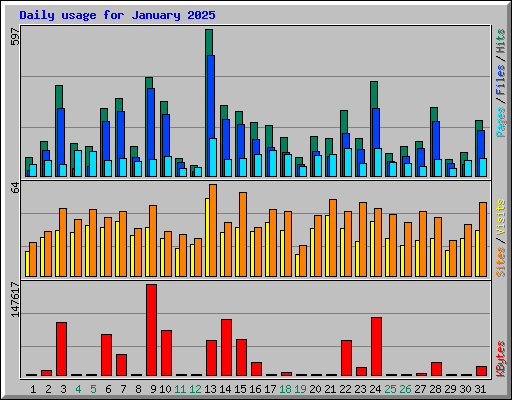 Daily usage for January 2025
597
Pages / Files / Hits
64
Sites / Visits
147617
KBytes
1 2 3 4 5 6 7 8 9 10 11 12 13 14 15 16 17 18 19 20 21 22 23 24 25 26 27 28 29 30 31